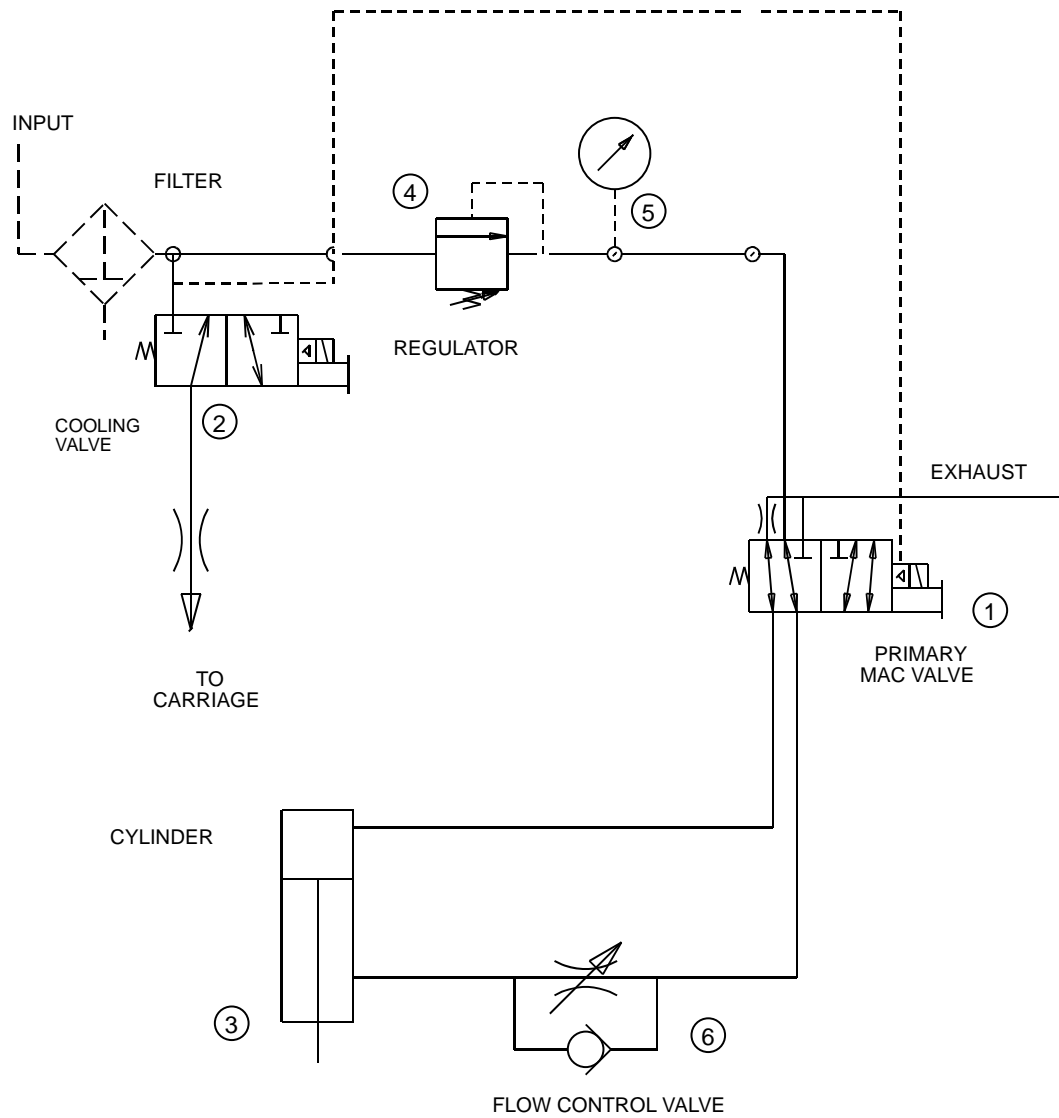 INPUT
FILTER
4
5
REGULATOR
2
COOLING
VALVE
EXHAUST
1
PRIMARY
MAC VALVE
TO
CARRIAGE
CYLINDER
3
6
FLOW CONTROL VALVE